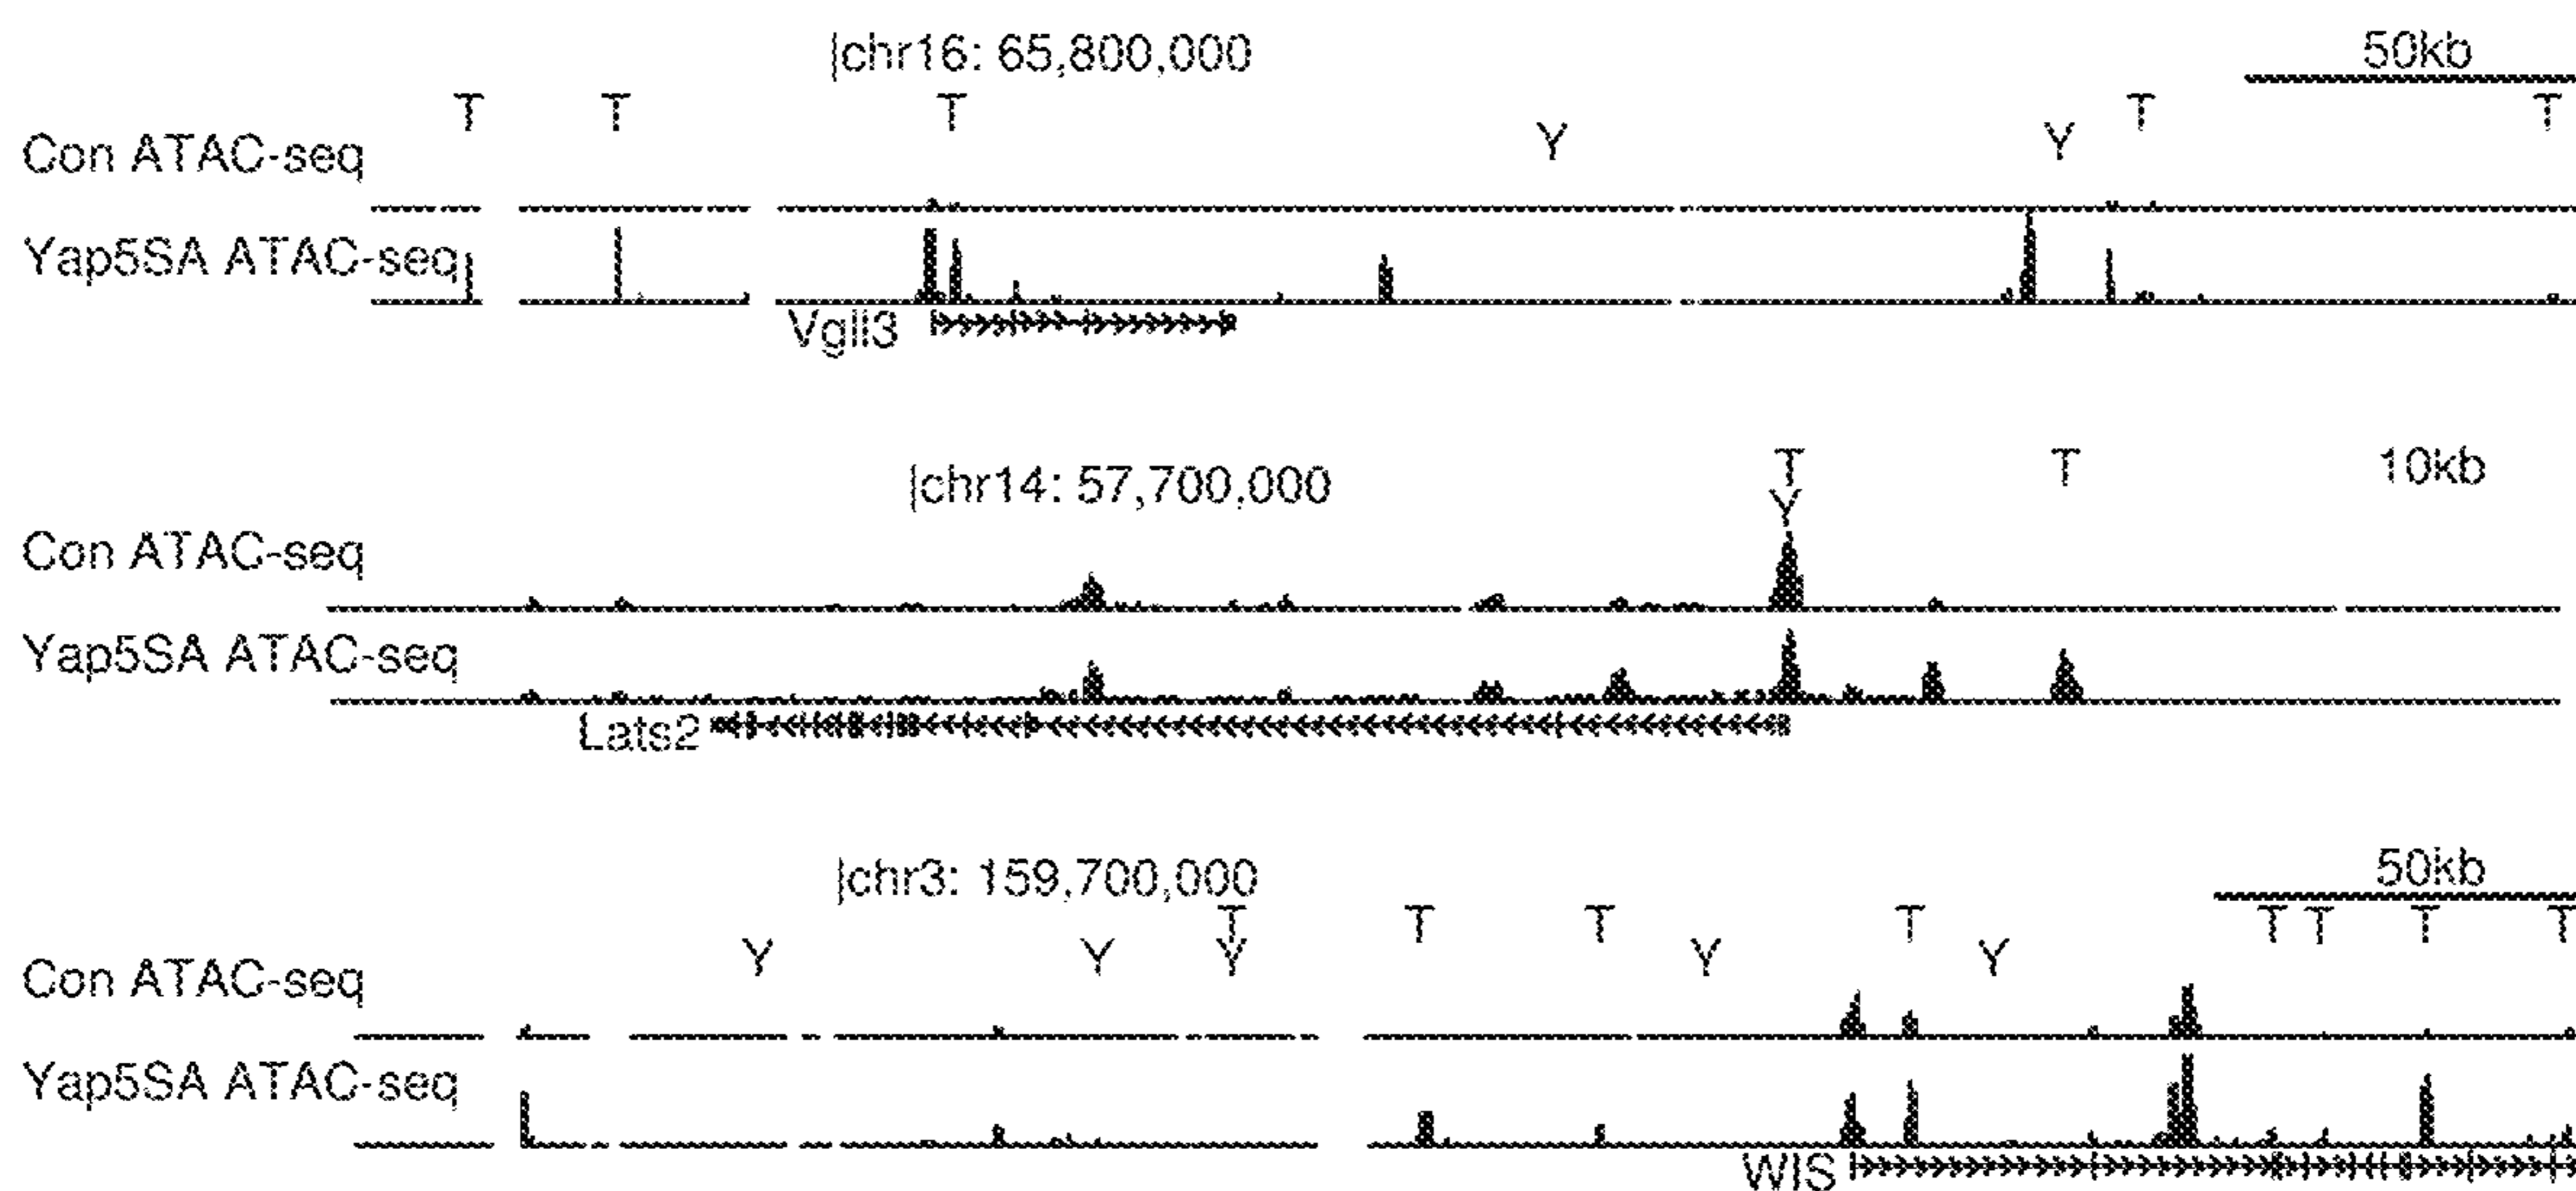 |chr16: 65,800,000 50kb
T T T T T
Y Y
Con ATAC-seq
Yap5SA ATAC-seq
Vgll3
|chr14: 57,700,000 T T 10kb
Y
Con ATAC-seq
Yap5SA ATAC-seq
Lats2
|chr3: 159,700,000 50kb
T T T T T T T T
Y Y Y Y Y
Con ATAC-seq
Yap5SA ATAC-seq
WIS